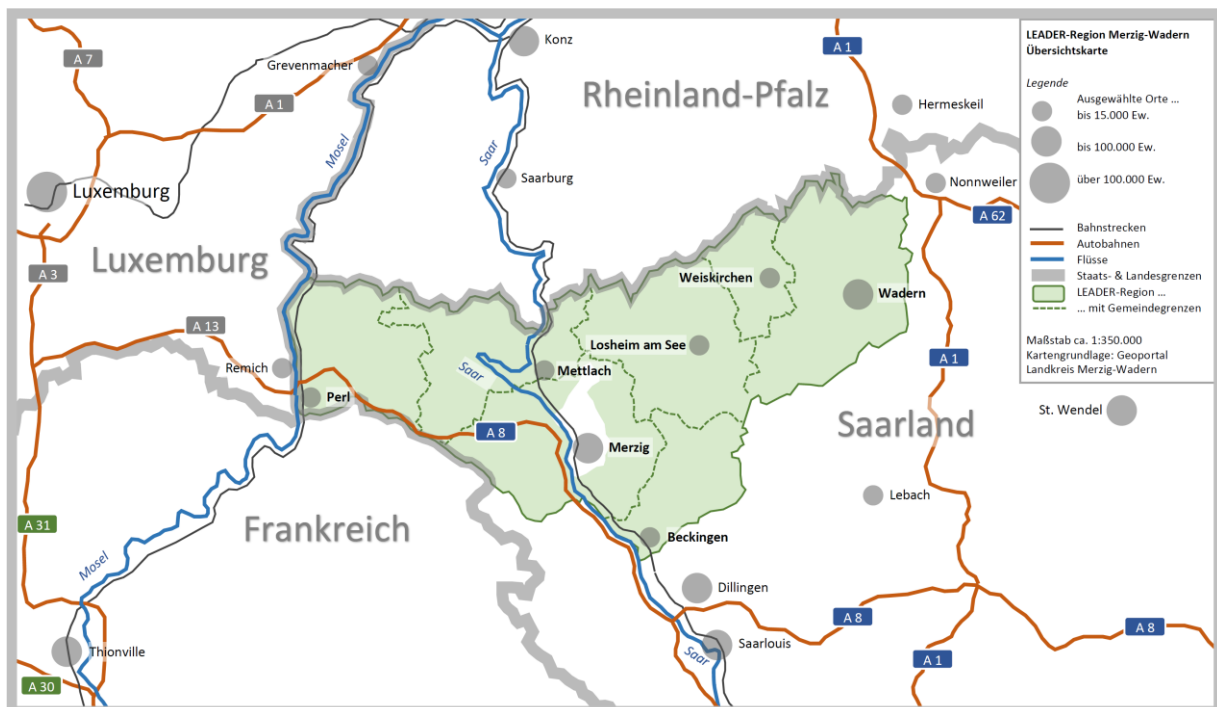 Konz
A 7
A 1
LEADER-Region Merzig-Wadern
Übersichtskarte
Grevenmacher
Rheinland-Pfalz
Legende
Ausgewählte Orte ...
bis 15.000 Ew.
bis 100.000 Ew.
über 100.000 Ew.
A 1
Hermeskeil
Mosel
Saar
Saarburg
Luxemburg
Nonnweiler
A 62
Bahnstrecken
Autobahnen
Flüsse
Staats- & Landesgrenzen
LEADER-Region ...
... mit Gemeindegrenzen
Luxemburg
A 3
Weiskirchen
Wadern
A 13
Losheim am See
Maßstab ca. 1:350.000
Kartengrundlage: Geoportal
Landkreis Merzig-Wadern
A 1
Remich
Saar
Mettlach
Perl
St. Wendel
Saarland
A 8
Merzig
Lebach
A 31
Frankreich
Beckingen
Mosel
Dillingen
A 8
A 8
Thionville
Saarlouis
Saar
A 1
A 30